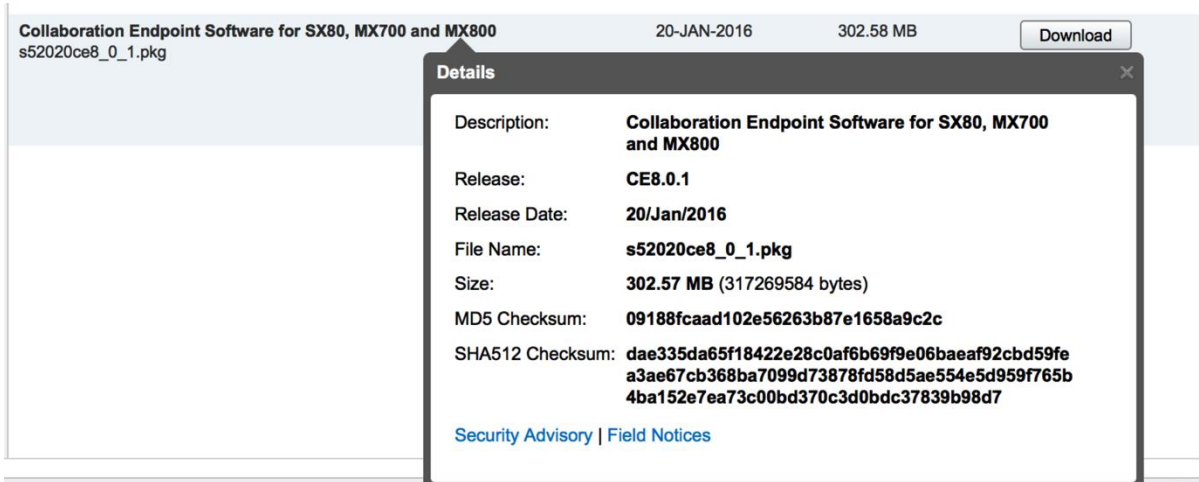 Collaboration Endpoint Software for SX80, MX700 and MX800 20-JAN-2016 302.58 MB Download
s52020ce8_0_1.pkg
Details ×
Description: Collaboration Endpoint Software for SX80, MX700
and MX800
Release: CE8.0.1
Release Date: 20/Jan/2016
File Name: s52020ce8_0_1.pkg
Size: 302.57 MB (317269584 bytes)
MD5 Checksum: 09188fcaad102e56263b87e1658a9c2c
SHA512 Checksum: dae335da65f18422e28c0af6b69f9e06baeaf92cbd59fe
a3ae67cb368ba7099d73878fd58d5ae554e5d959f765b
4ba152e7ea73c00bd370c3d0bdc37839b98d7
Security Advisory | Field Notices